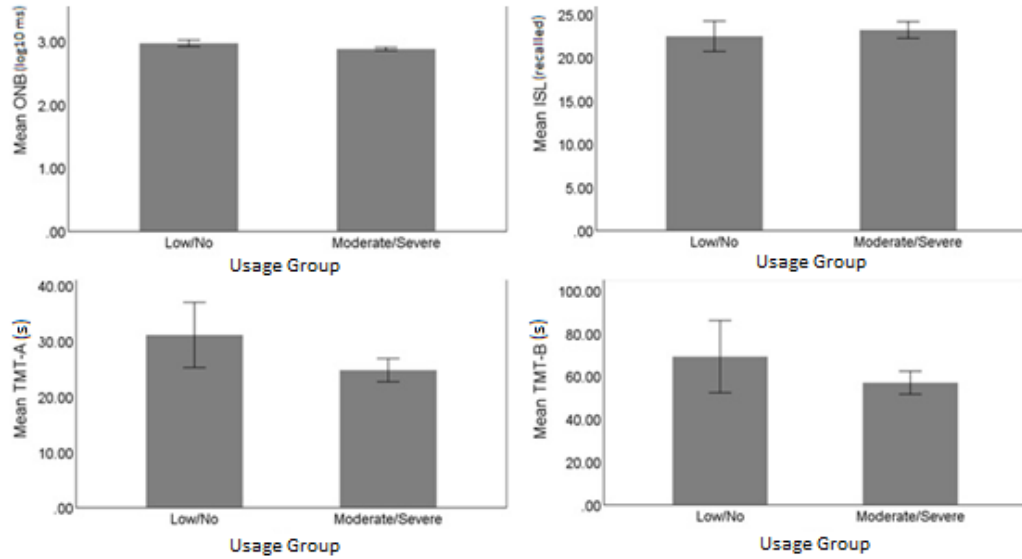 Mean ONB (log10 ms)
3.00
2.00
1.00
.00
Low/No
Moderate/Severe
Usage Group
Mean ISL (recalled)
25.00
20.00
15.00
10.00
5.00
.00
Low/No
Moderate/Severe
Usage Group
Mean TMT-A (s)
40.00
30.00
20.00
10.00
.00
Low/No
Moderate/Severe
Usage Group
Mean TMT-B (s)
100.00
80.00
60.00
40.00
20.00
.00
Low/No
Moderate/Severe
Usage Group